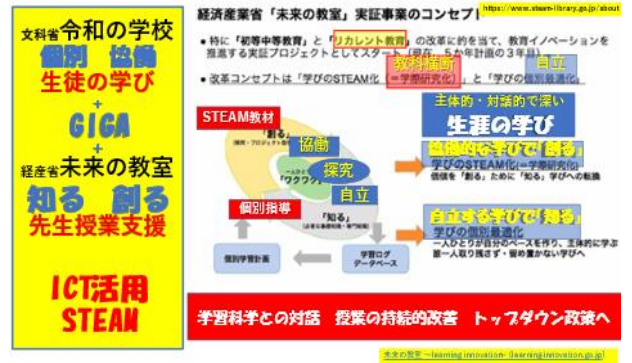 文科省令和の学校
個別 協働
生徒の学び
+
GIGA
+
経産省未来の教室
知る 創る
先生授業支援
ICT活用
STEAM
経済産業省「未来の教室」実証事業のコンセプト
https://www.steam-library.go.jp/about
● 特に「初等中等教育」と「リカレント教育」の改革に的を当て、教育イノベーションを
推進する実証プロジェクトとしてスタート（現在、５か年計画の３年目）
教科横断
自立
● 改革コンセプトは「学びのSTEAM化（＝学際研究化）」と「学びの個別最適化」
STEAM教材
「創る」
協働
探究
「ワクワク」
自立
個別指導
「知る」
個別学習計画
学習ログ
データベース
主体的・対話的で深い
生涯の学び
協働的な学びで「創る」
学びのSTEAM化（＝学際研究化）
価値を「創る」ために「知る」学びへの転換
自立する学びで「知る」
学びの個別最適化
一人ひとりが自分のペースを作り、主体的に学ぶ
誰一人取り残さず・留め置かない学びへ
学習科学との対話 授業の持続的改善 トップダウン政策へ
未来の教室 ～learning innovation～ (learninginnovation.go.jp)